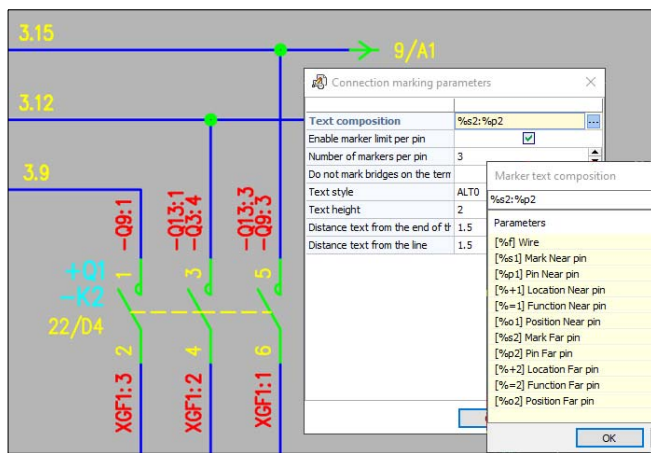 3.15
9/A1
3.12
3.9
-Q9:1
-Q13:1
-Q3:4
-Q13:3
-Q9:3
+Q1
-K2
22/D4
1
3
5
2
4
6
XGF1:3
XGF1:2
XGF1:1
Connection marking parameters
Text composition %s2:%p2 ...
Enable marker limit per pin
Number of markers per pin 3
Do not mark bridges on the term
Text style ALT0
Text height 2
Distance text from the end of th 1.5
Distance text from the line 1.5
Marker text composition
%s2:%p2
Parameters
[%f] Wire
[%s1] Mark Near pin
[%p1] Pin Near pin
[%+1] Location Near pin
[%=1] Function Near pin
[%o1] Position Near pin
[%s2] Mark Far pin
[%p2] Pin Far pin
[%+2] Location Far pin
[%=2] Function Far pin
[%o2] Position Far pin
OK